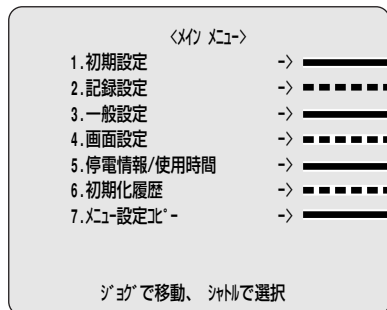 〈ﾒｲﾝ ﾒﾆｭｰ〉
1.初期設定 -〉
2.記録設定 -〉
3.一般設定 -〉
4.画面設定 -〉
5.停電情報/使用時間 -〉
6.初期化履歴 -〉
7.ﾒﾆｭｰ設定ｺﾋﾟｰ -〉
ｼﾞｮｸﾞで移動、 ｼｬﾄﾙで選択